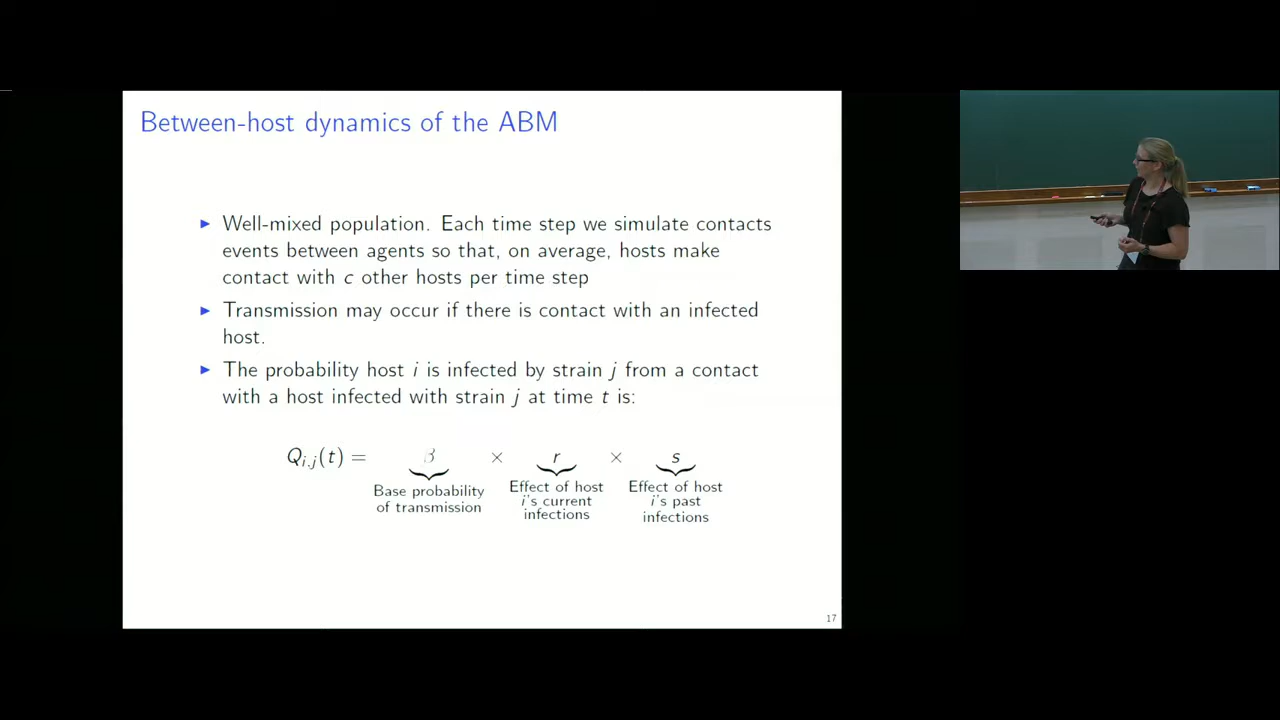 Between-host dynamics of the ABM
▶ Well-mixed population. Each time step we simulate contacts
events between agents so that, on average, hosts make
contact with c other hosts per time step
▶ Transmission may occur if there is contact with an infected
host.
▶ The probability host i is infected by strain j from a contact
with a host infected with strain j at time t is:
Q_{i,j}(t) = β × r × s
Base probability of transmission
Effect of host i's current infections
Effect of host i's past infections
17